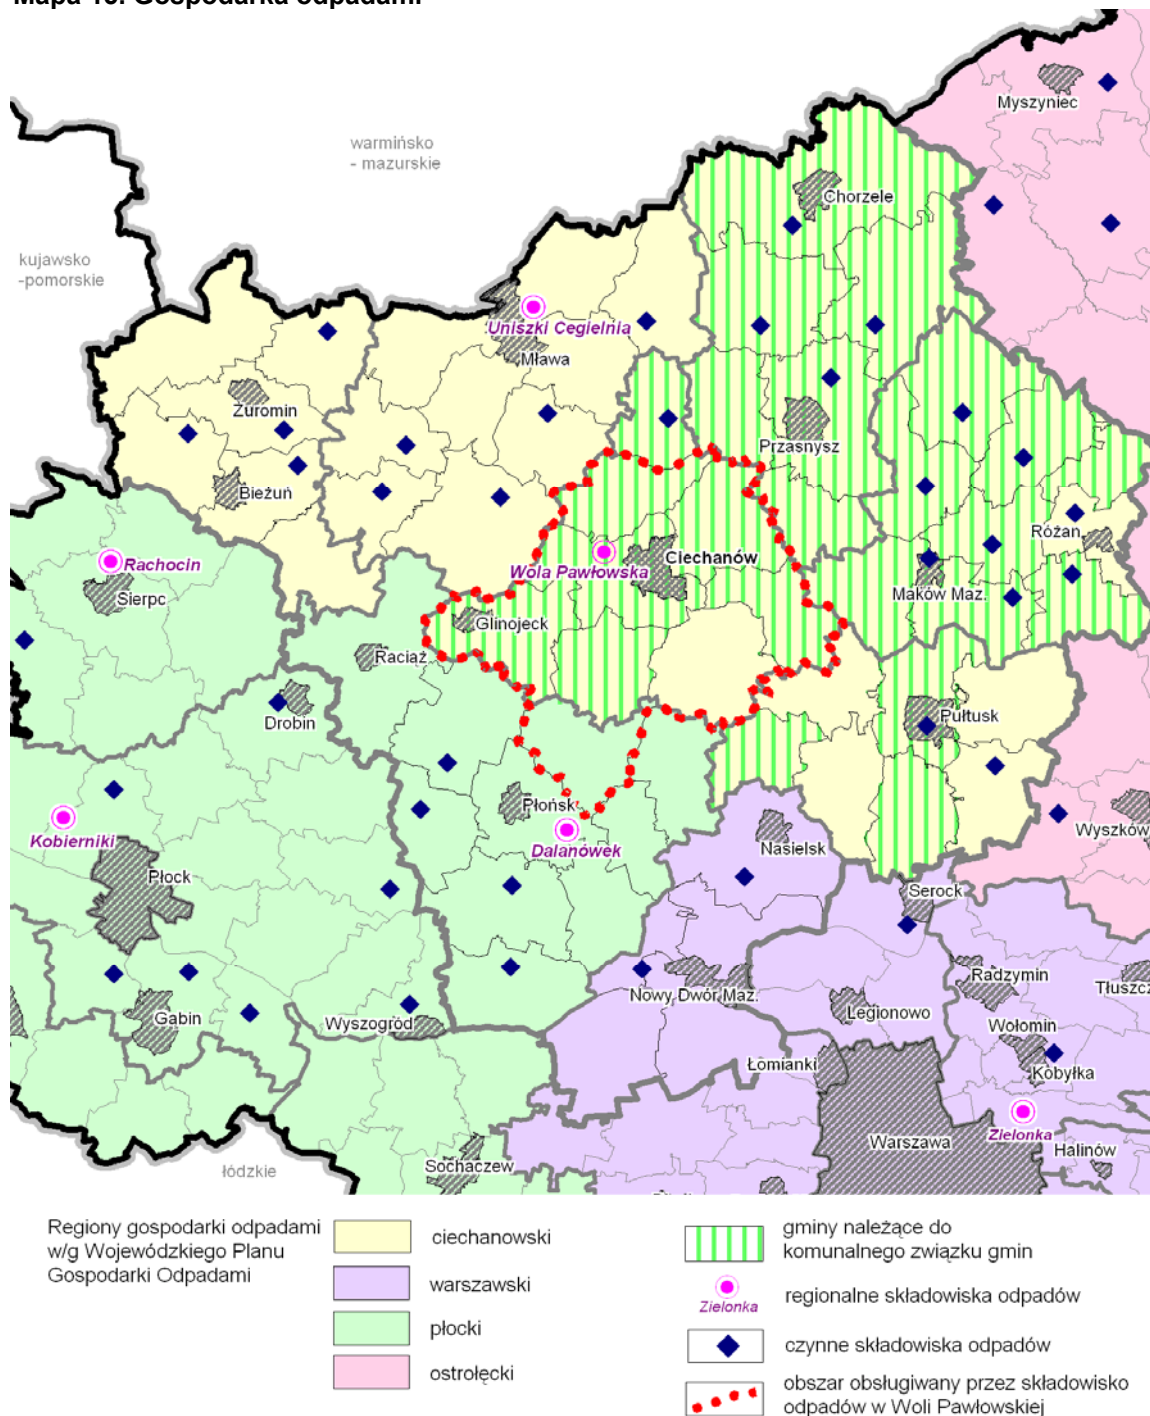 Mapa 16. Gospodarka odpadami
Myszyniec
warmińsko
- mazurskie
Chorzele
kujawsko
-pomorskie
Uniszki Cegielnia
Mława
Żuromin
Przasnysz
Bieżuń
Różan
Rachocin
Ciechanów
Wola Pawłowska
Sierpc
Maków Maz.
Glinojeck
Raciąż
Drobin
Pułtusk
Płońsk
Wyszków
Kobierniki
Dalanówek
Nasielsk
Płock
Serock
Radzymin
Tłuszcz
Nowy Dwór Maz.
Legionowo
Gąbin
Wyszogród
Wołomin
Łomianki
Kobyłka
Zielonka
Warszawa
Halinów
łódzkie
Sochaczew
Regiony gospodarki odpadami
w/g Wojewódzkiego Planu
Gospodarki Odpadami
ciechanowski
warszawski
płocki
ostrołęcki
gminy należące do
komunalnego związku gmin
Zielonka
regionalne składowiska odpadów
czynne składowiska odpadów
obszar obsługiwany przez składowisko
odpadów w Woli Pawłowskiej